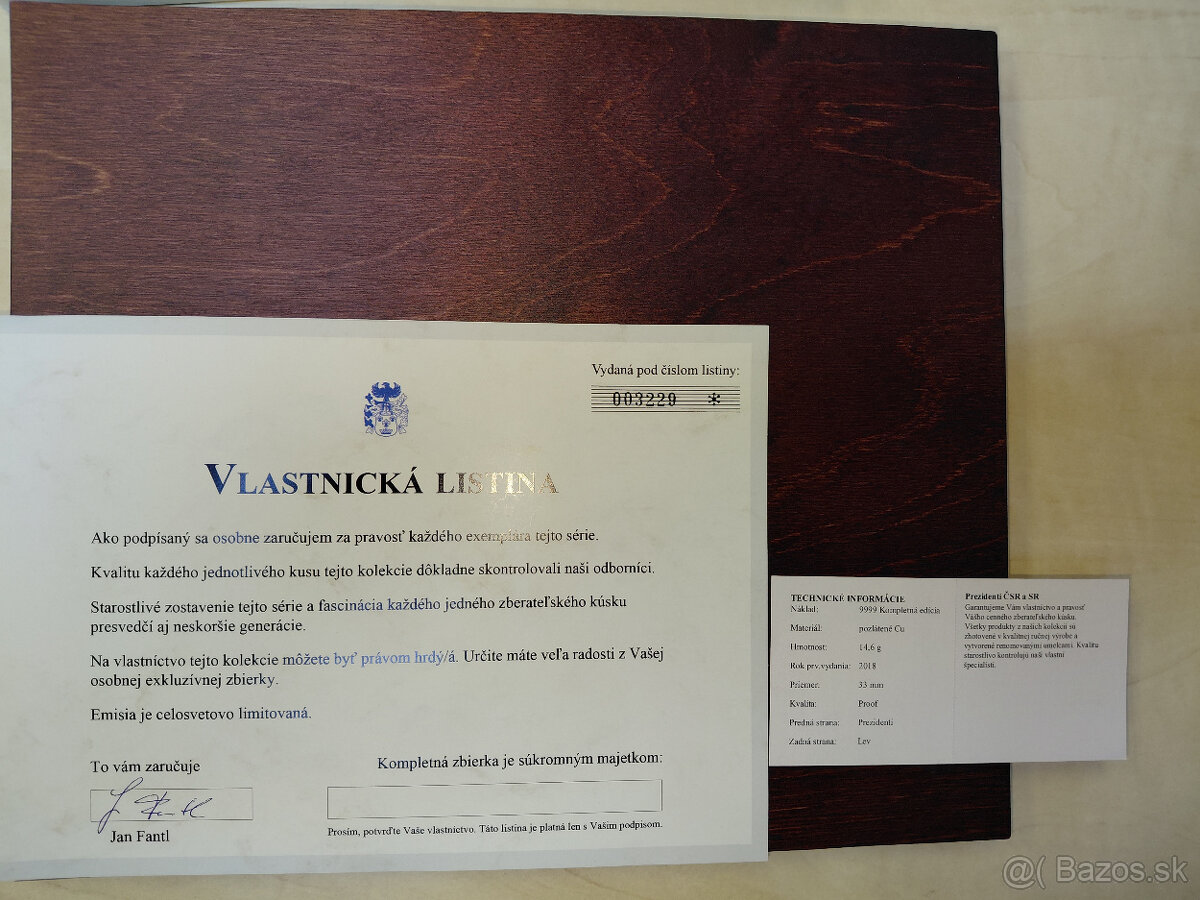 Vydaná pod číslom listiny:
003229 *
VLASTNICKÁ LISTINA
Ako podpísaný sa osobne zaručujem za pravosť každého exemplára tejto série.
Kvalitu každého jednotlivého kusu tejto kolekcie dôkladne skontrolovali naši odborníci.
Starostlivé zostavenie tejto série a fascinácia každého jedného zberateľského kúsku
presvedčí aj neskoršie generácie.
Na vlastníctvo tejto kolekcie môžete byť právom hrdý/á. Určite máte veľa radosti z Vašej
osobnej exkluzívnej zbierky.
Emisia je celosvetovo limitovaná.
To vám zaručuje
Jan Fantl
Kompletná zbierka je súkromným majetkom:
Prosím, potvrďte Vaše vlastníctvo. Táto listina je platná len s Vašim podpisom.
TECHNICKÉ INFORMÁCIE
Náklad: 9999 Kompletná edícia
Materiál: pozlátené Cu
Hmotnosť: 14,6 g
Rok prv.vydania: 2018
Priemer: 33 mm
Kvalita: Proof
Predná strana: Prezidenti
Zadná strana: Lev
Prezidenti ČSR a SR
Garantujeme Vám vlastníctvo a pravosť
Vášho cenného zberateľského kúsku.
Všetky produkty z našich kolekcií sú
zhotovené v kvalitnej ručnej výrobe a
vytvorené renomovanými umelcami. Kvalitu
starostlivo kontrolujú naši vlastní
špecialisti.
@( Bazos.sk